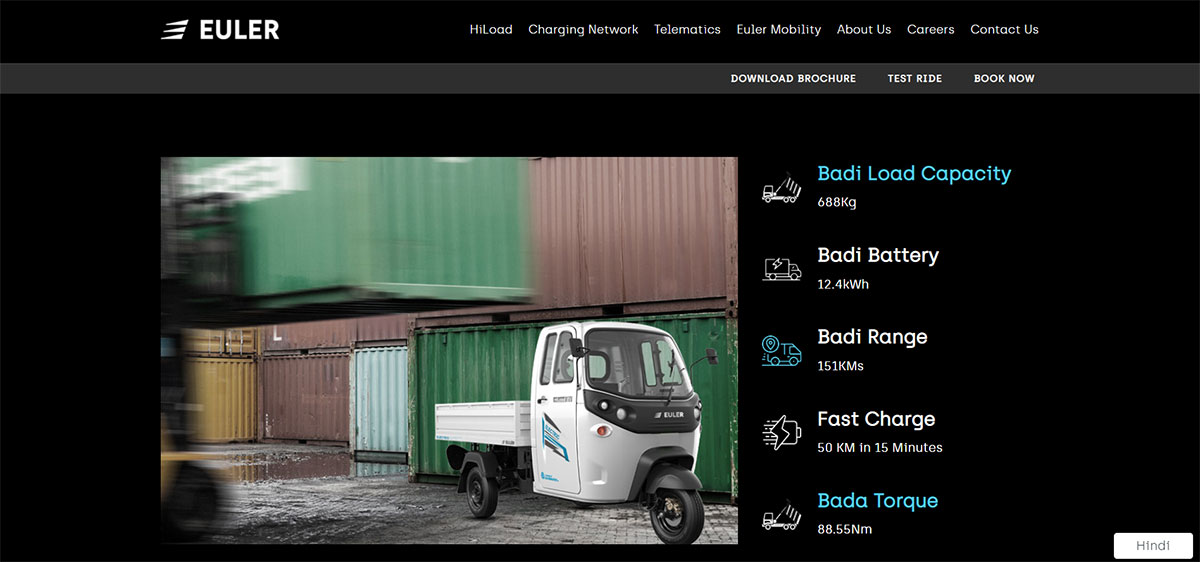 EULER
HiLoad Charging Network Telematics Euler Mobility About Us Careers Contact Us
DOWNLOAD BROCHURE TEST RIDE BOOK NOW
Badi Load Capacity
688Kg
Badi Battery
12.4kWh
Badi Range
151KMs
Fast Charge
50 KM in 15 Minutes
Bada Torque
88.55Nm
EULER
Hindi